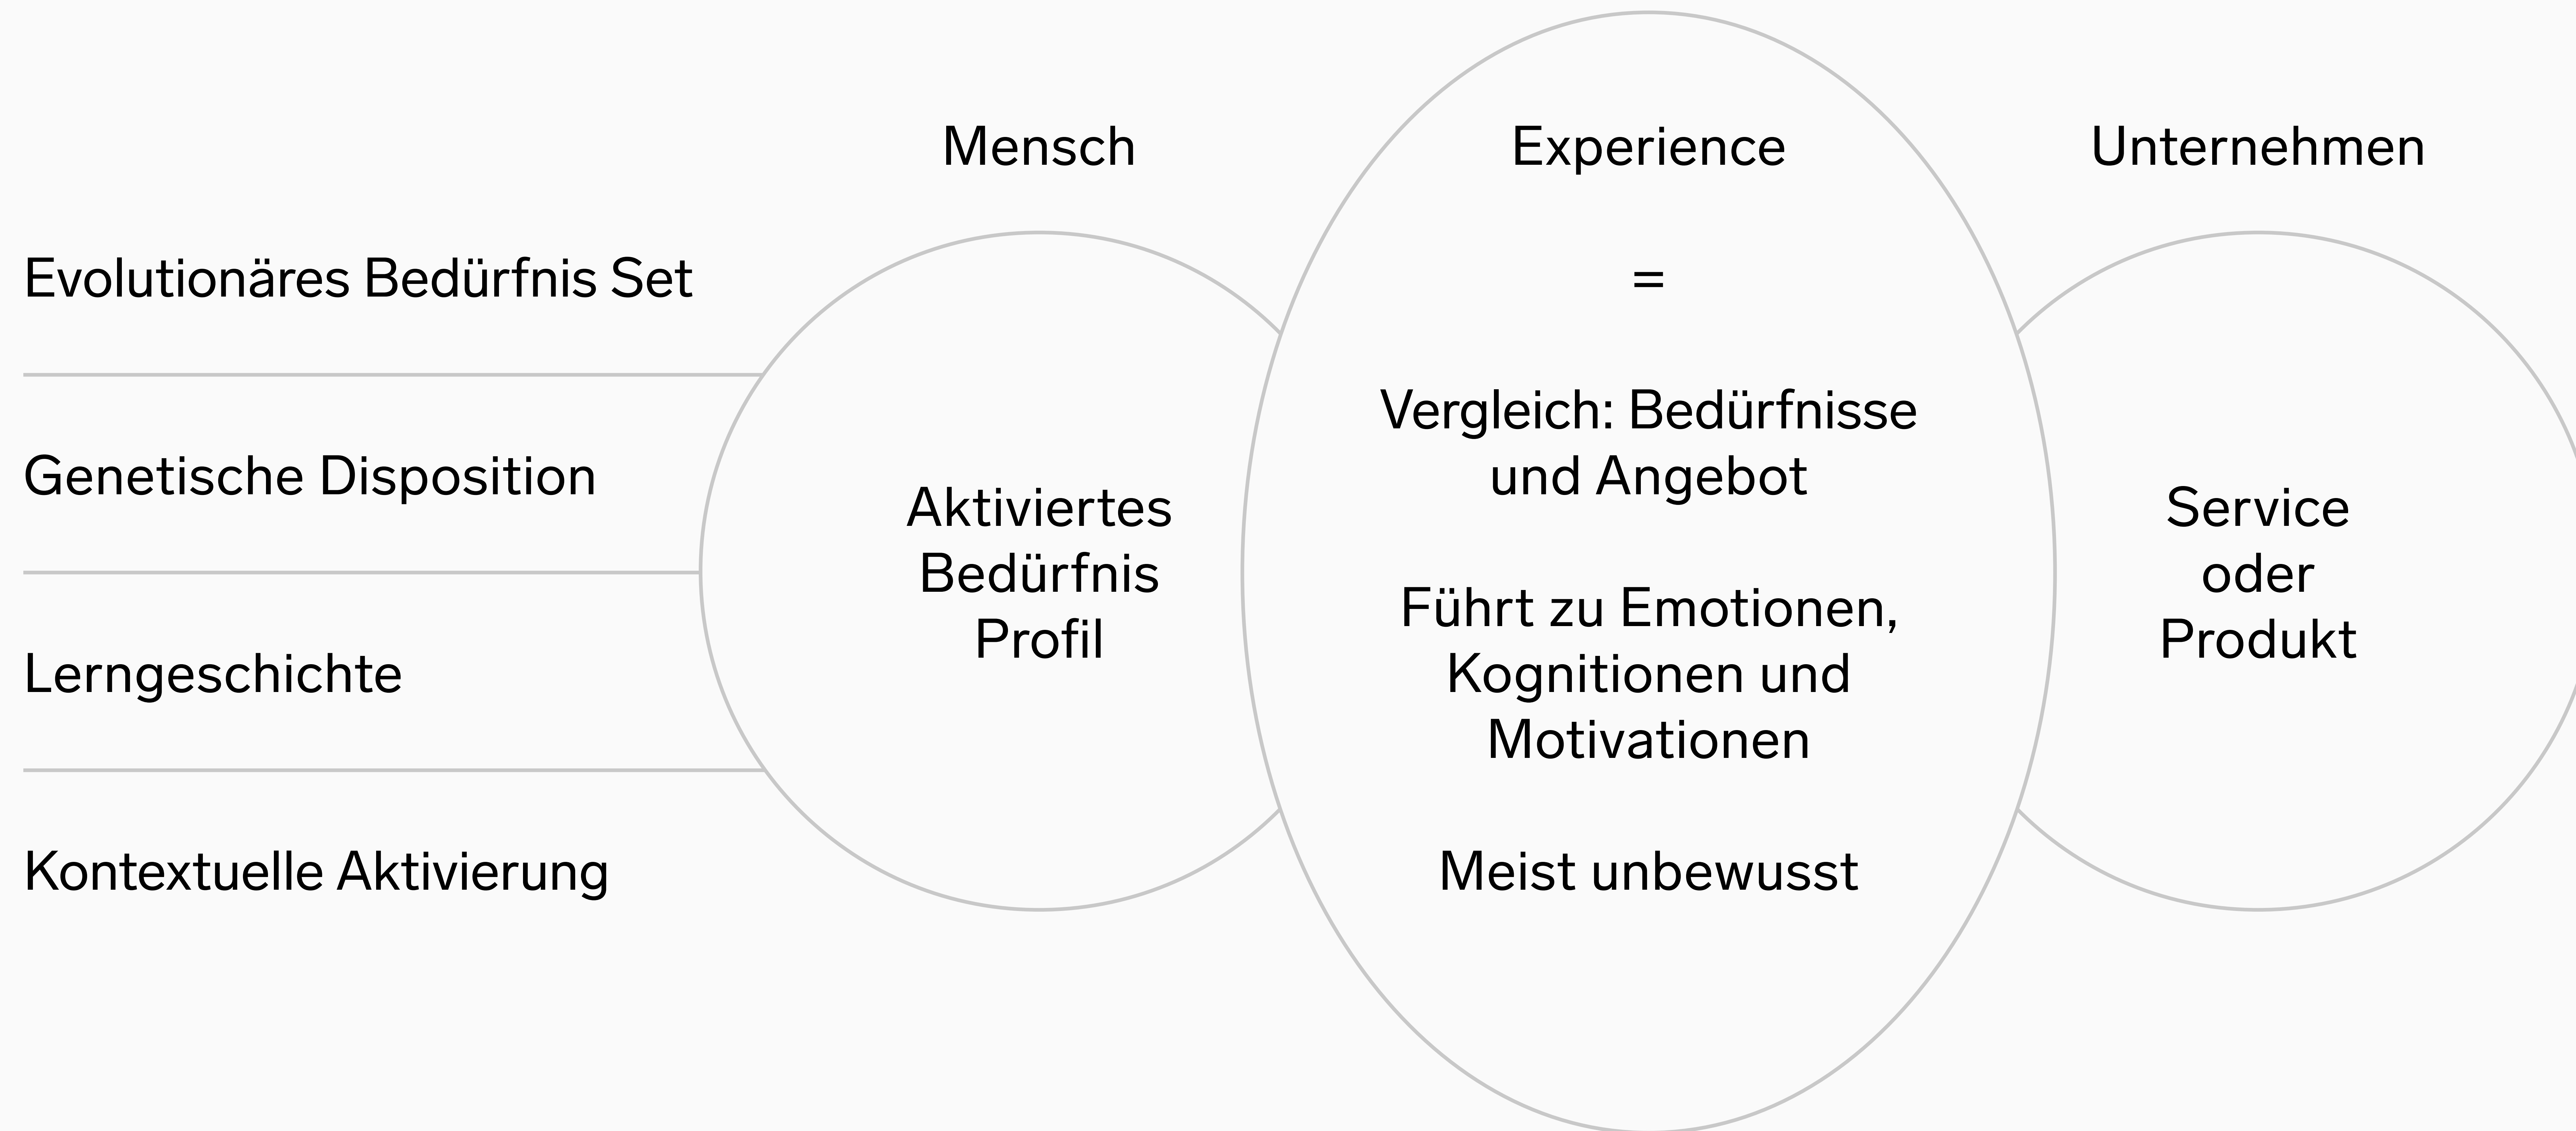 Evolutionäres Bedürfnis Set
Genetische Disposition
Lerngeschichte
Kontextuelle Aktivierung
Mensch
Aktiviertes
Bedürfnis
Profil
Experience
=
Vergleich: Bedürfnisse
und Angebot
Führt zu Emotionen,
Kognitionen und
Motivationen
Meist unbewusst
Unternehmen
Service
oder
Produkt